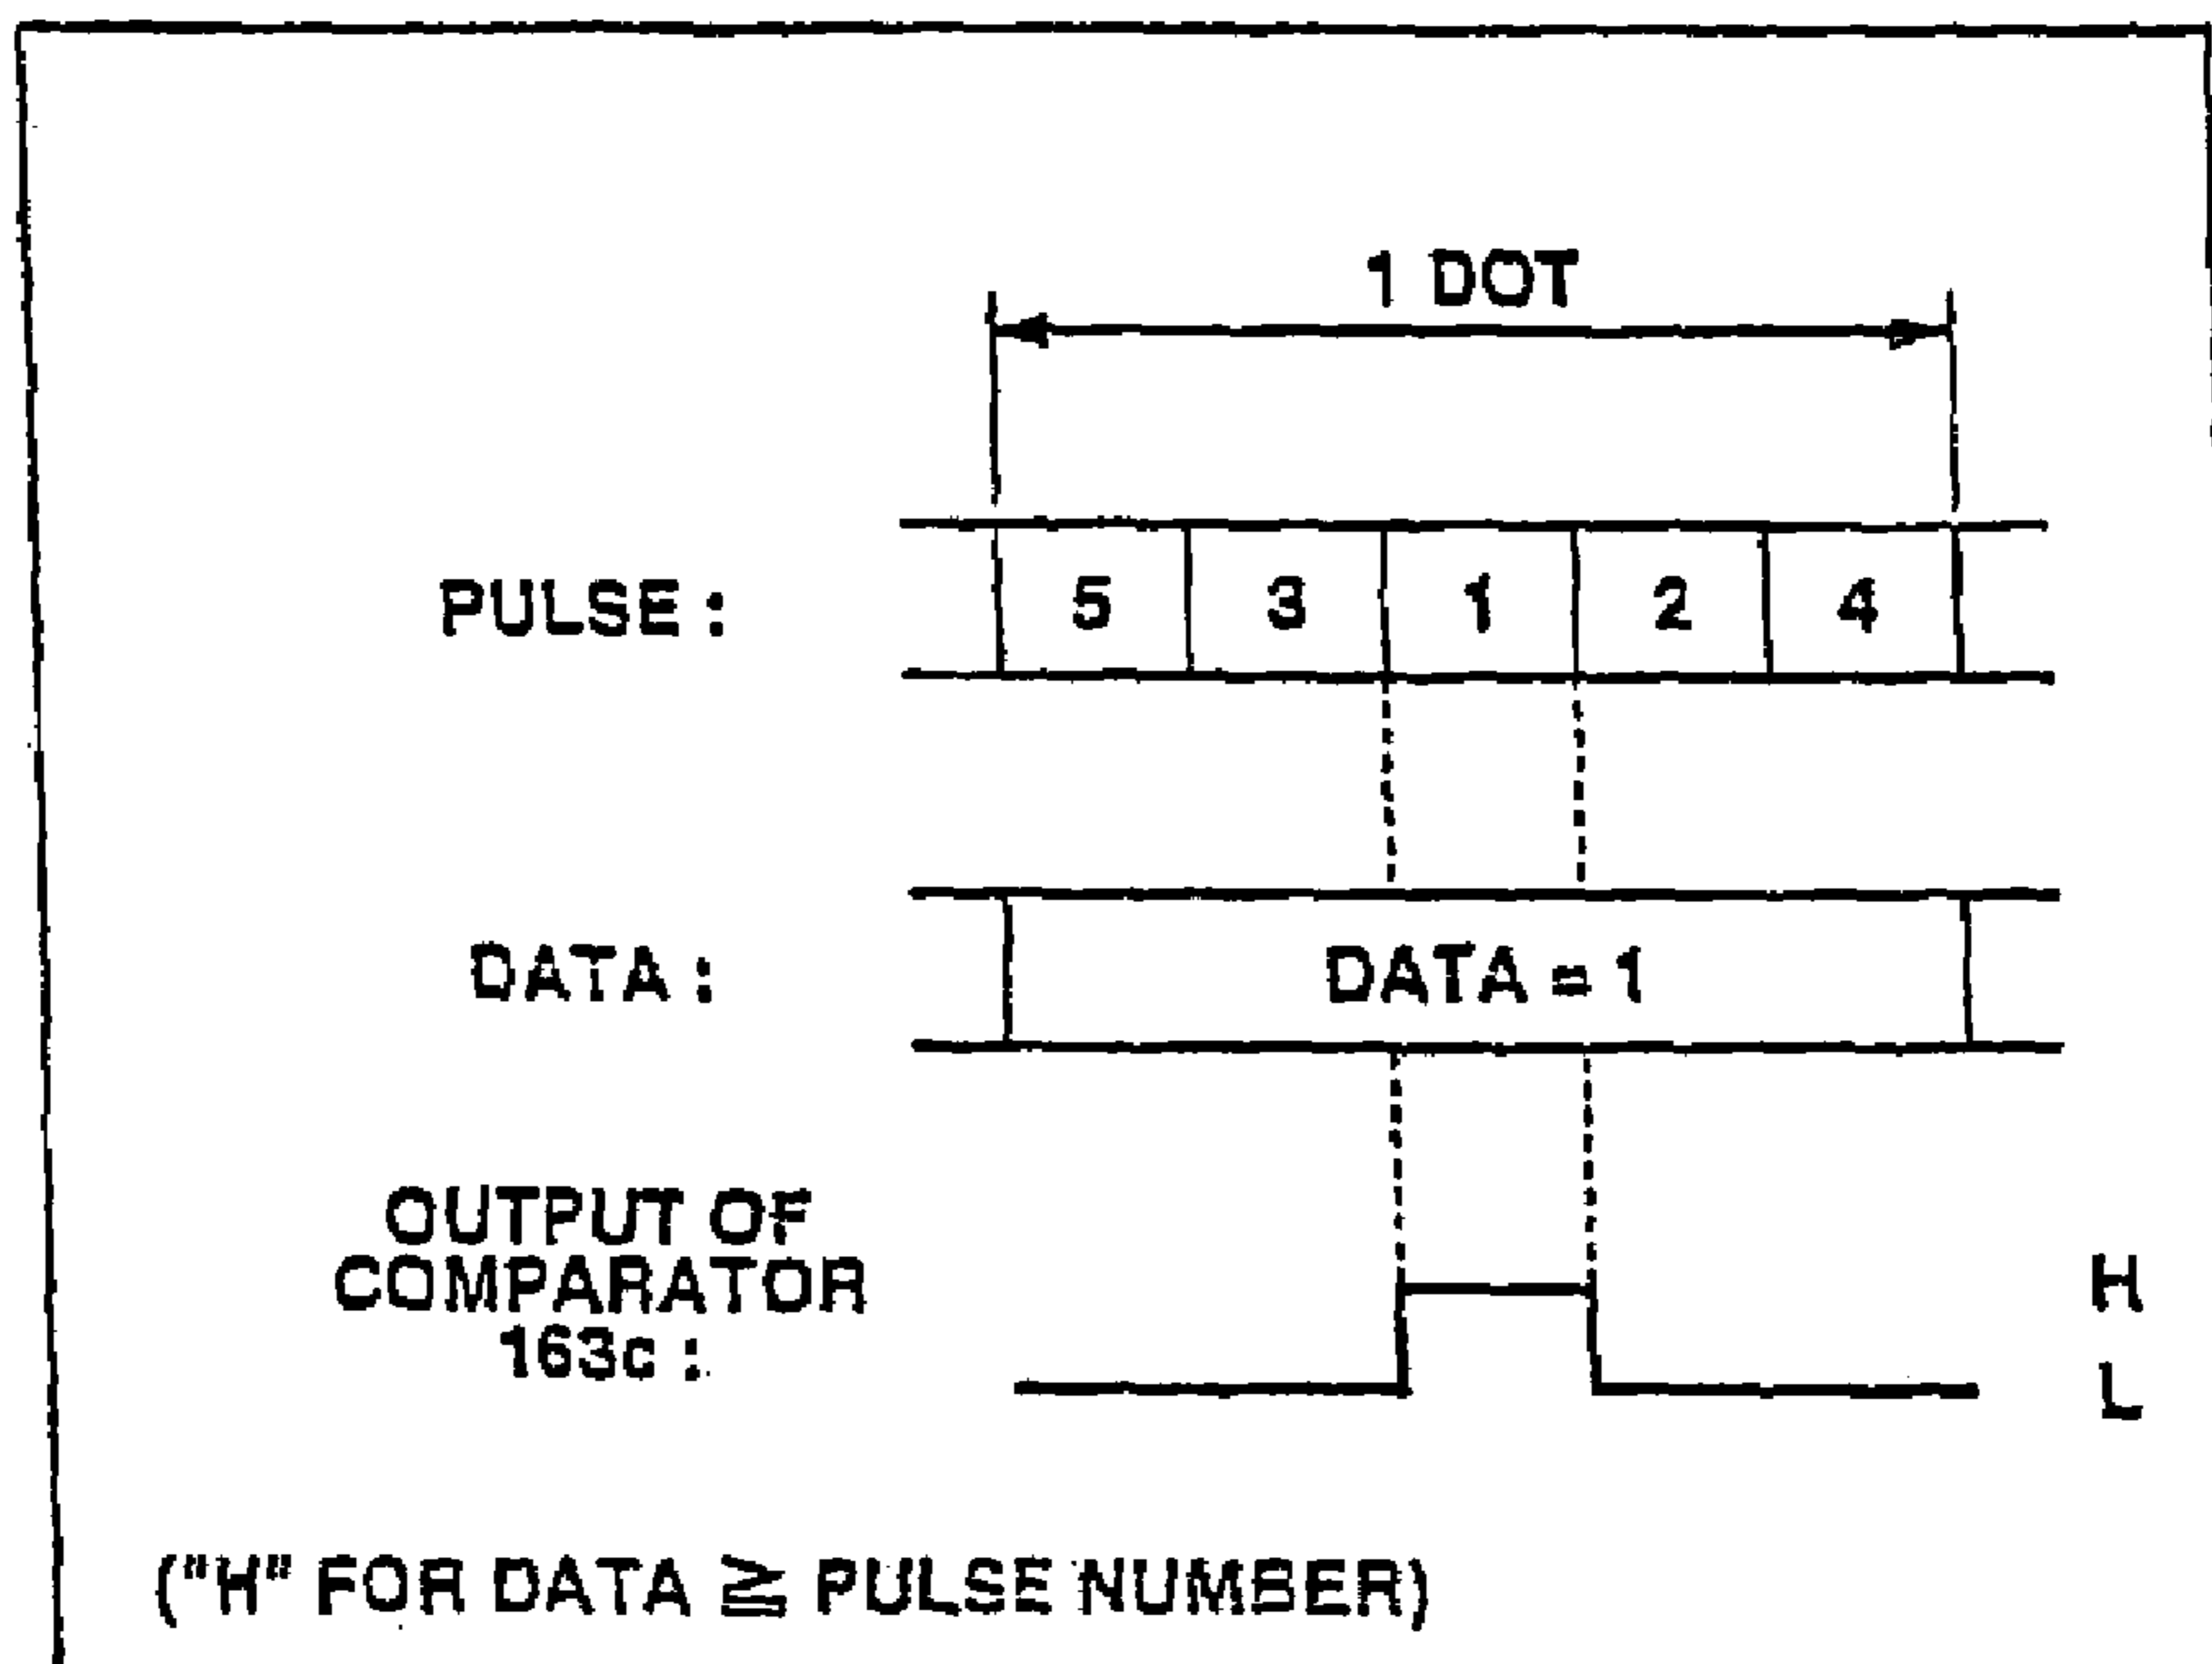 1 DOT
PULSE: 5 3 1 2 4
DATA: DATA = 1
OUTPUT OF
COMPARATOR
163c:
H
L
("H" FOR DATA ≧ PULSE NUMBER)